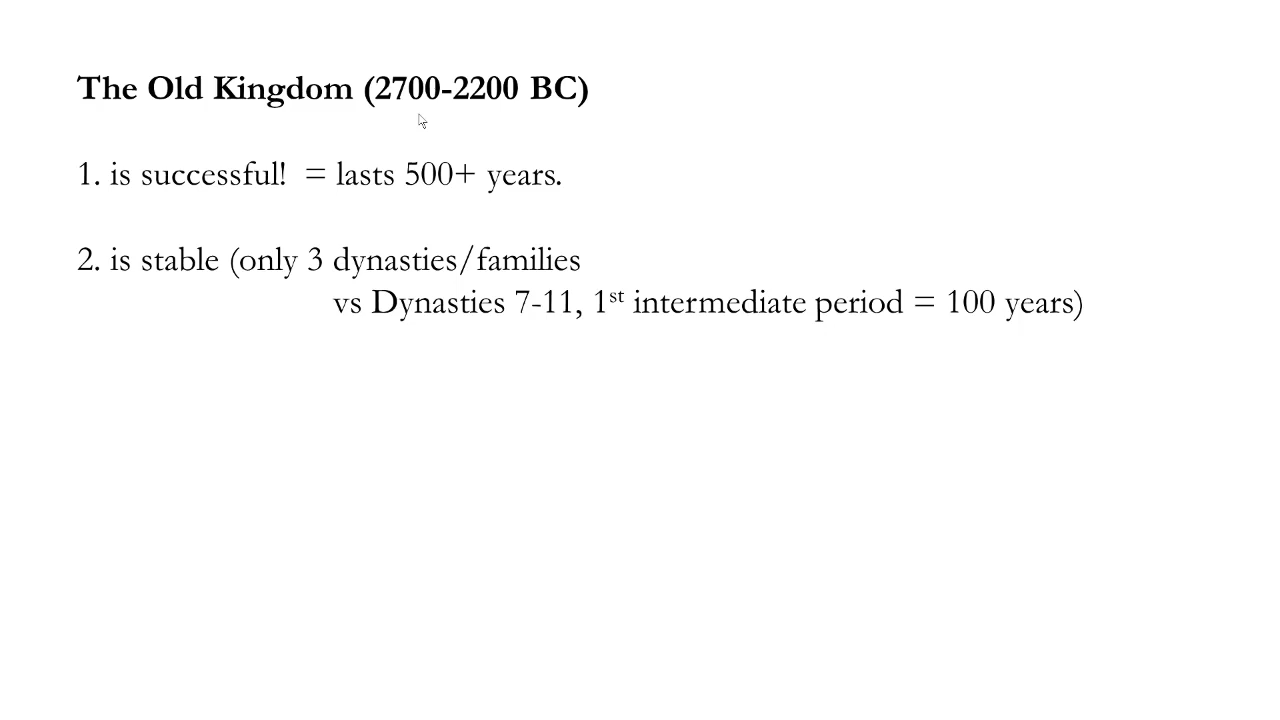 The Old Kingdom (2700-2200 BC)
1. is successful!  = lasts 500+ years.
2. is stable (only 3 dynasties/families
vs Dynasties 7-11, 1st intermediate period = 100 years)